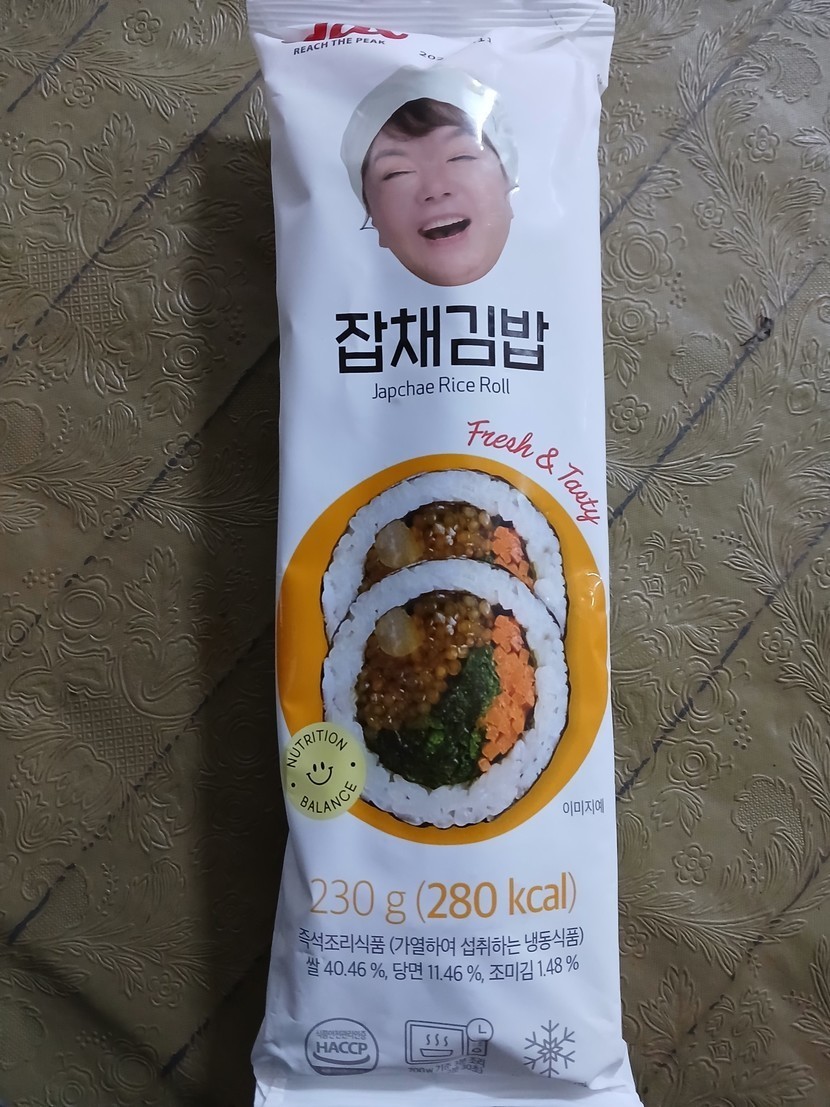 REACH THE PEAK
잡채김밥
Japchae Rice Roll
Fresh & Tasty
NUTRITION
BALANCE
이미지예
230 g (280 kcal)
즉석조리식품 (가열하여 섭취하는 냉동식품)
쌀 40.46 %, 당면 11.46 %, 조미김 1.48 %
HACCP